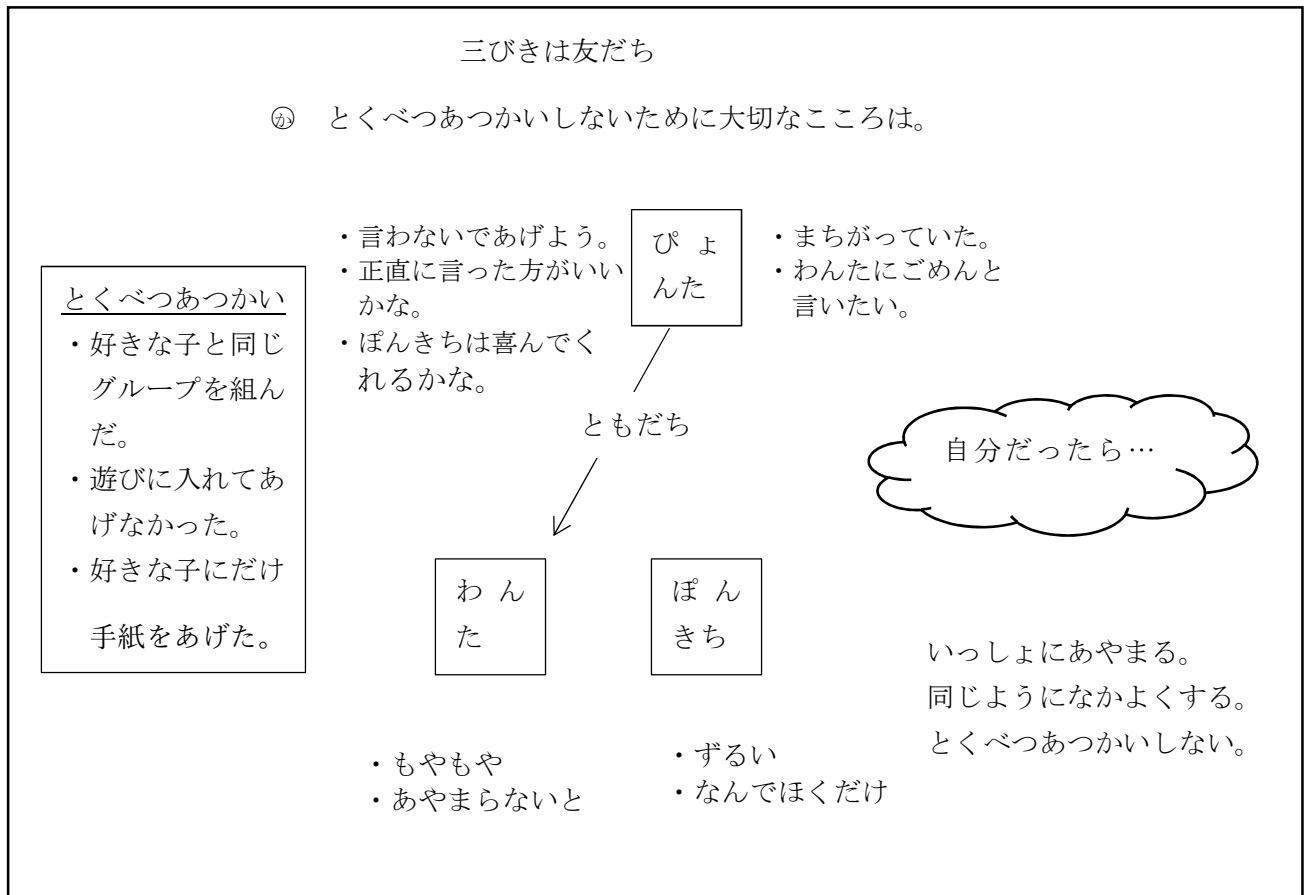 三びきは友だち
㋕ とくべつあつかいしないために大切なこころは。
とくべつあつかい
・好きな子と同じ
グループを組ん
だ。
・遊びに入れてあ
げなかった。
・好きな子にだけ
手紙をあげた。
・言わないであげよう。
・正直に言った方がいい
かな。
・ぽんきちは喜んでく
れるかな。
ぴょ
んた
・まちがっていた。
・わんたにごめんと
言いたい。
ともだち
自分だったら…
わん
た
ぽん
きち
・もやもや
・あやまらないと
・ずるい
・なんでほくだけ
いっしょにあやまる。
同じようになかよくする。
とくべつあつかいしない。